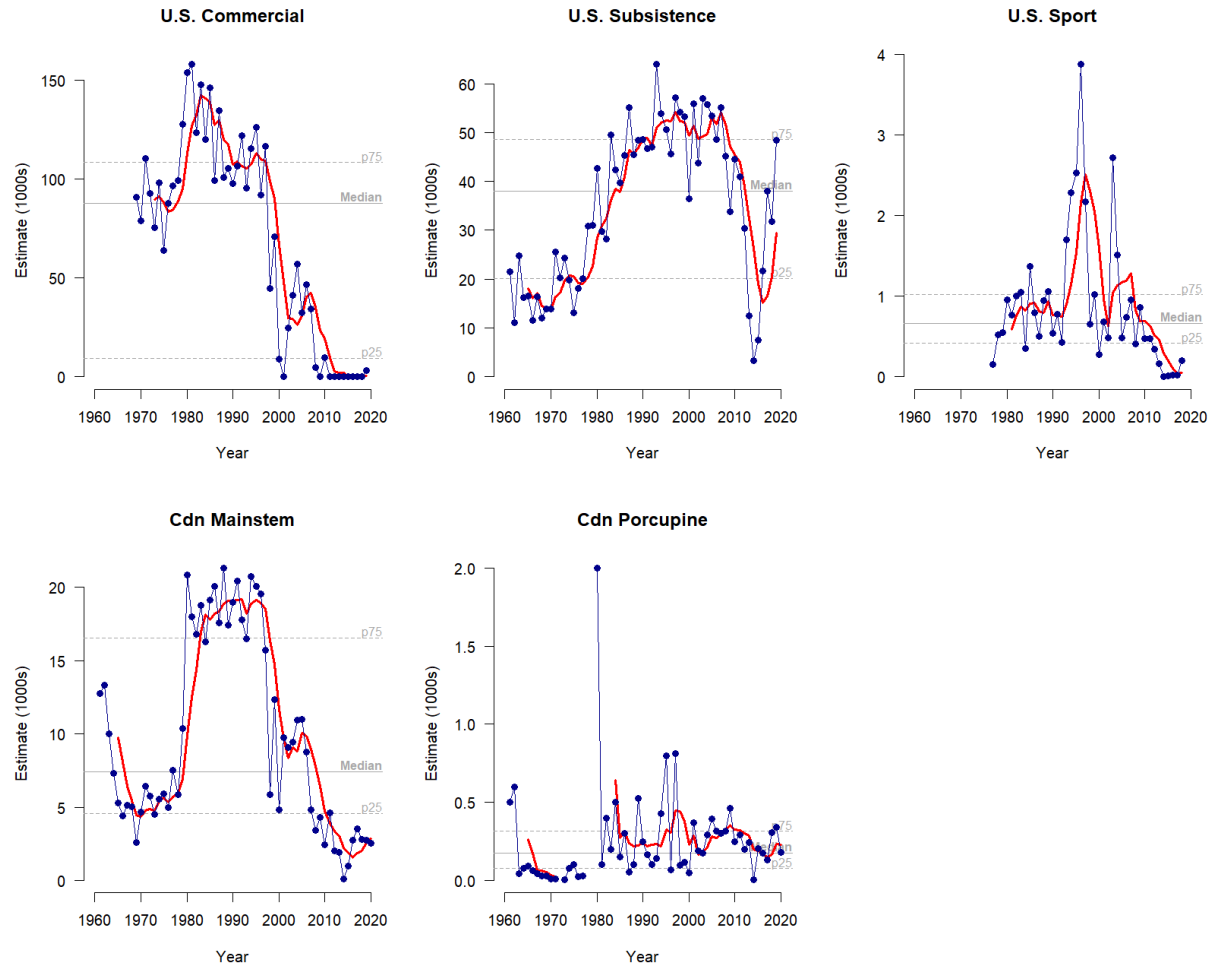 U.S. Commercial
Estimate (1000s)
150
100
50
0
p75
Median
p25
1960 1970 1980 1990 2000 2010 2020
Year
U.S. Subsistence
Estimate (1000s)
60
50
40
30
20
10
0
p75
Median
p25
1960 1970 1980 1990 2000 2010 2020
Year
U.S. Sport
Estimate (1000s)
4
3
2
1
0
p75
Median
p25
1960 1970 1980 1990 2000 2010 2020
Year
Cdn Mainstem
Estimate (1000s)
20
15
10
5
0
p75
Median
p25
1960 1970 1980 1990 2000 2010 2020
Year
Cdn Porcupine
Estimate (1000s)
2.0
1.5
1.0
0.5
0.0
p75
Median
p25
1960 1970 1980 1990 2000 2010 2020
Year